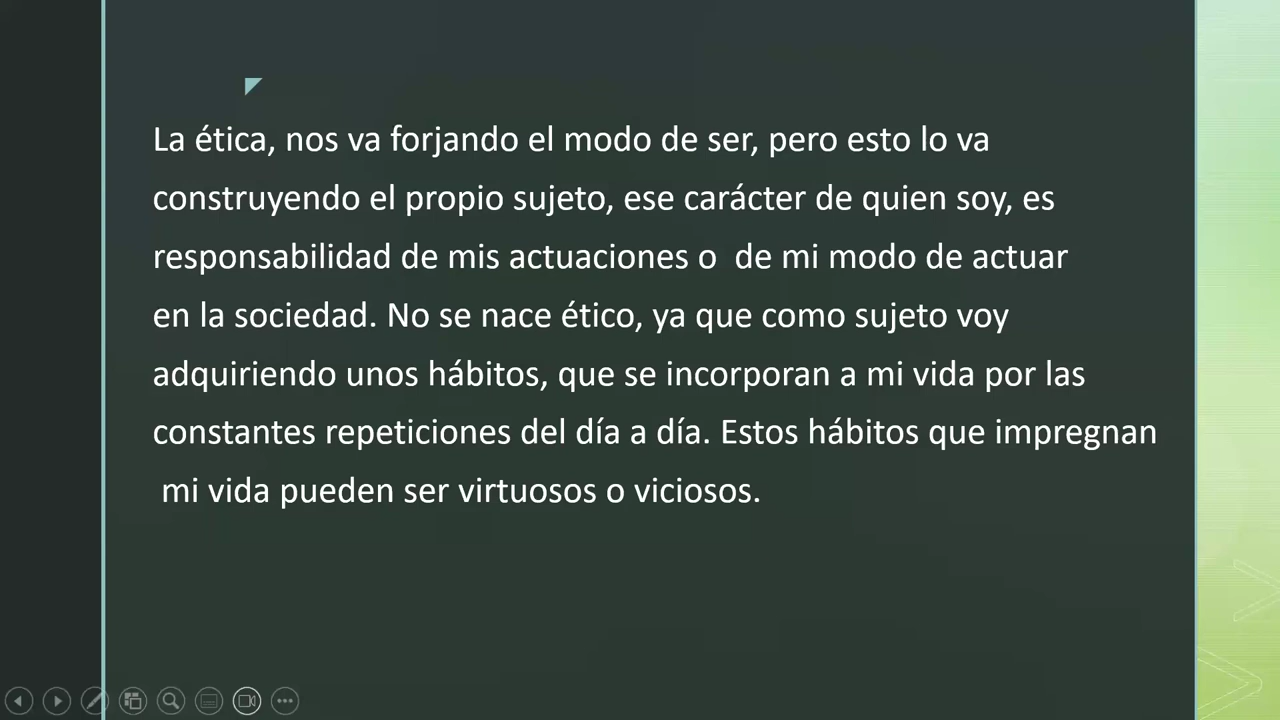 La ética, nos va forjando el modo de ser, pero esto lo va
construyendo el propio sujeto, ese carácter de quien soy, es
responsabilidad de mis actuaciones o  de mi modo de actuar
en la sociedad. No se nace ético, ya que como sujeto voy
adquiriendo unos hábitos, que se incorporan a mi vida por las
constantes repeticiones del día a día. Estos hábitos que impregnan
mi vida pueden ser virtuosos o viciosos.